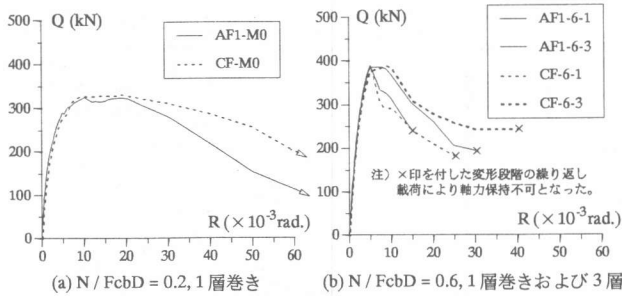 Q (kN)
500
400
300
200
100
0
0 10 20 30 40 50 60
AF1-M0
CF-M0
R (×10⁻³rad.)
(a) N / FcbD = 0.2, 1 層巻き
Q (kN)
500
400
300
200
100
0
0 10 20 30 40 50 60
AF1-6-1
AF1-6-3
CF-6-1
CF-6-3
注）×印を付した変形段階の繰り返し
載荷により軸力保持不可となった。
R (×10⁻³rad.)
(b) N / FcbD = 0.6, 1 層巻きおよび 3 層